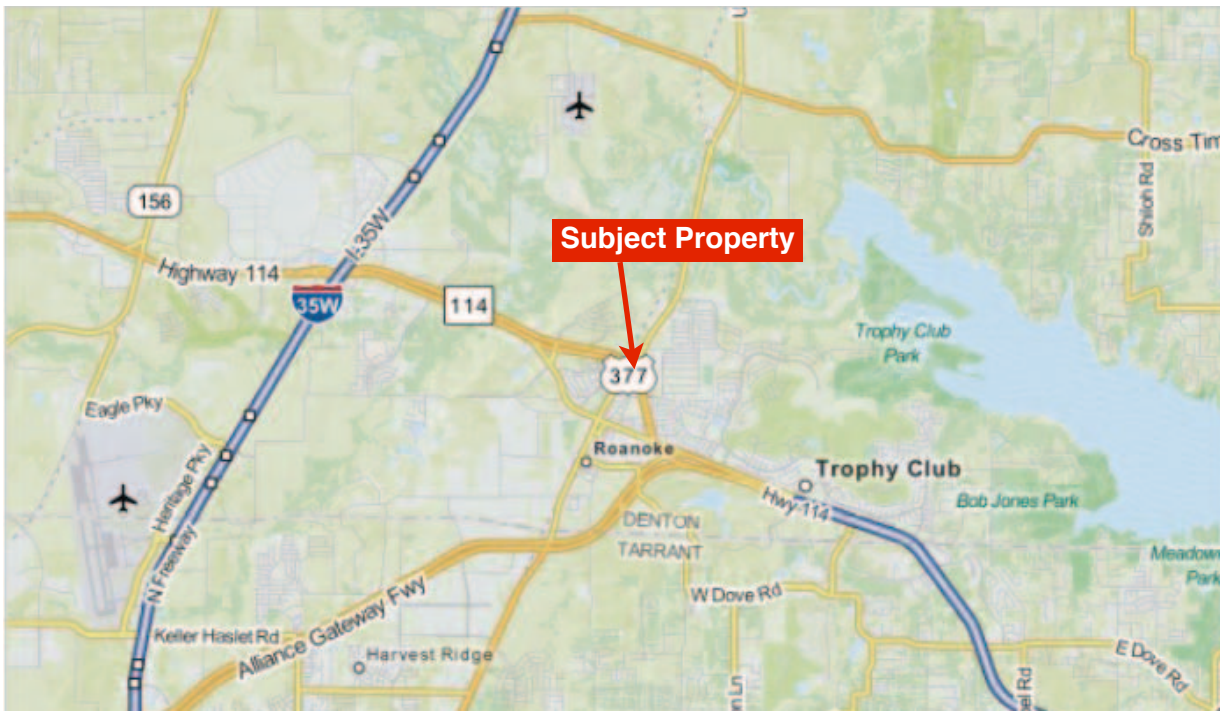 Cross Tim
Shiloh Rd
156
I-35W
Subject Property
Highway 114
35W
114
Trophy Club
Park
377
Eagle Pky
Roanoke
Trophy Club
Heritage Pky
Hwy 114
Bob Jones Park
DENTON
TARRANT
Meadow
Park
N Freeway
W Dove Rd
Alliance Gateway Fwy
Keller Haslet Rd
Harvest Ridge
E Dove Rd